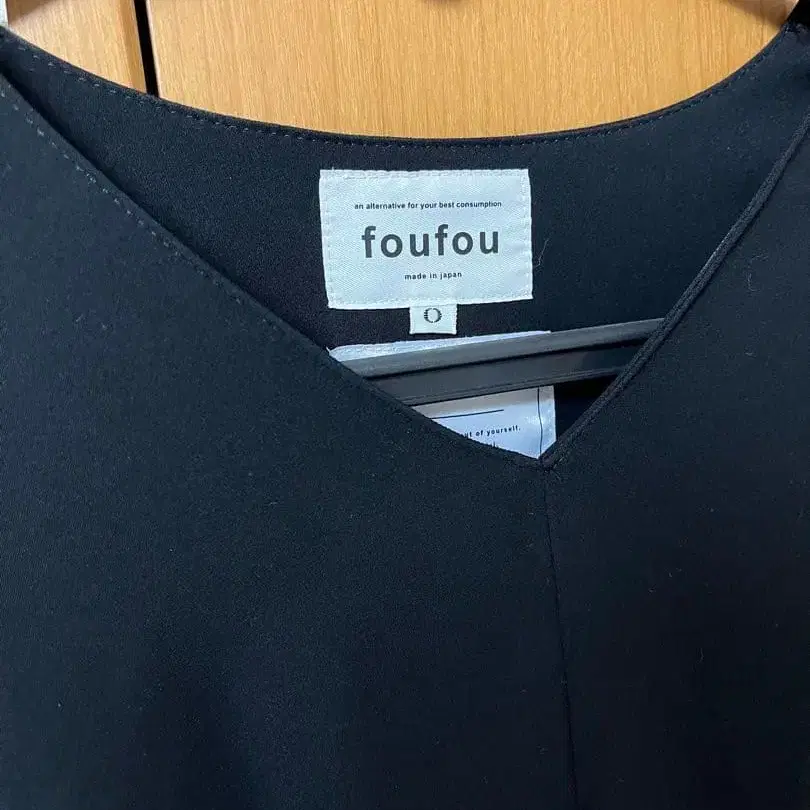 an alternative for your best consumption
foufou
made in japan
0
of yourself.